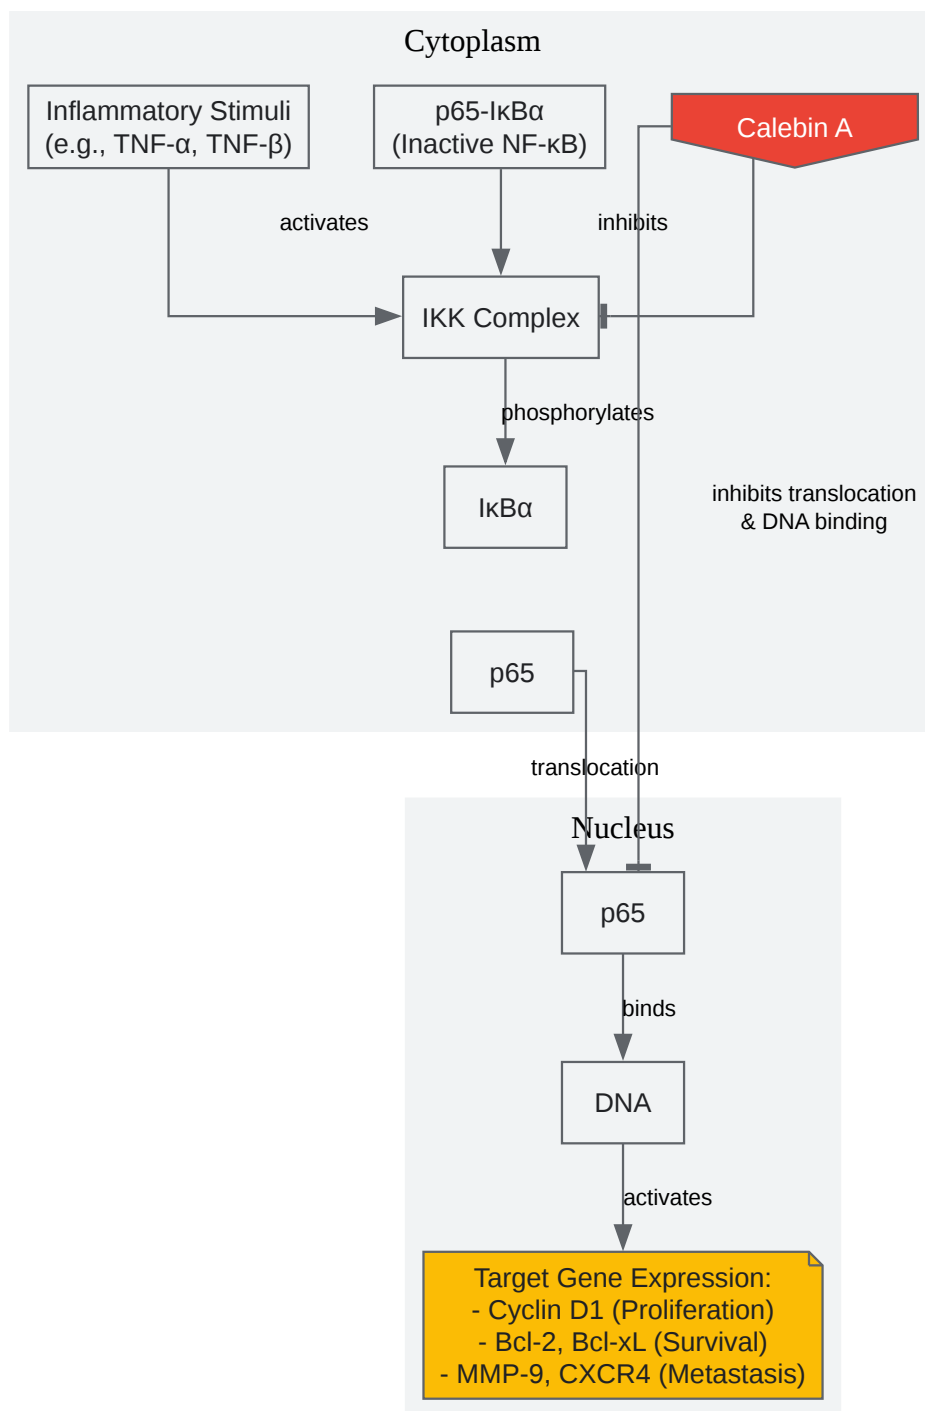 Cytoplasm
Inflammatory Stimuli
(e.g., TNF-α, TNF-β)
p65-IκBα
(Inactive NF-κB)
Calebin A
activates
inhibits
IKK Complex
phosphorylates
IκBα
inhibits translocation
& DNA binding
p65
translocation
Nucleus
p65
binds
DNA
activates
Target Gene Expression:
- Cyclin D1 (Proliferation)
- Bcl-2, Bcl-xL (Survival)
- MMP-9, CXCR4 (Metastasis)